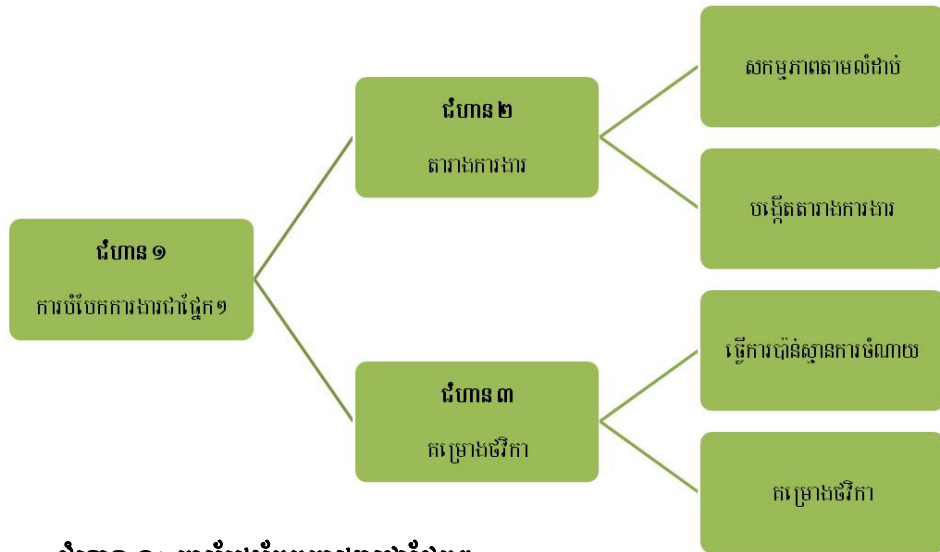 ជំហាន ១
ការបំបែកការងារជាផ្នែកៗ
ជំហាន ២
តារាងការងារ
សកម្មភាពតាមលំដាប់
បង្កើតតារាងការងារ
ជំហាន ៣
គម្រោងថវិកា
ធ្វើការប៉ាន់ស្មានការចំណាយ
គម្រោងថវិកា